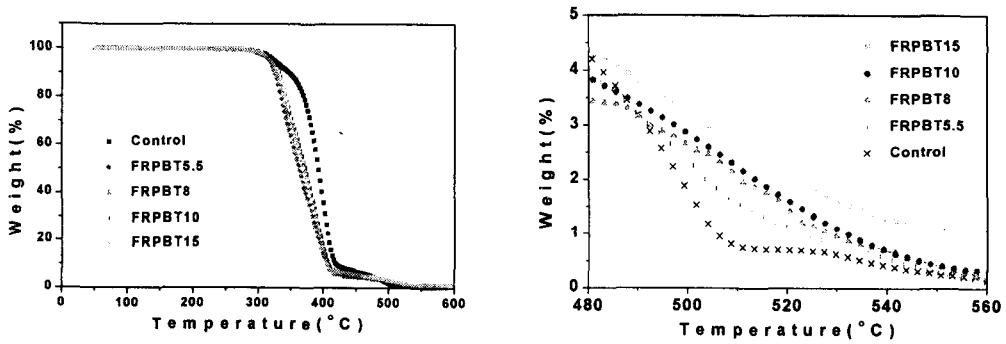 100
80
60
40
20
0
Weight(%)
Control
FRPBT5.5
FRPBT8
FRPBT10
FRPBT15
0 100 200 300 400 500 600
Temperature(°C)
5
4
3
2
1
0
Weight(%)
FRPBT15
FRPBT10
FRPBT8
FRPBT5.5
Control
480 500 520 540 560
Temperature(°C)